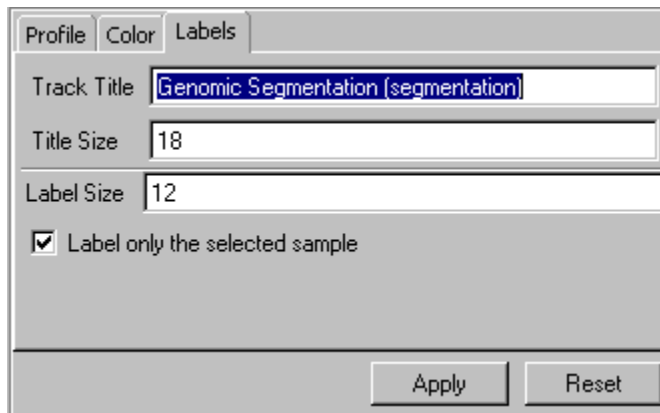 Profile Color Labels
Track Title Genomic Segmentation (segmentation)
Title Size 18
Label Size 12
Label only the selected sample
Apply Reset